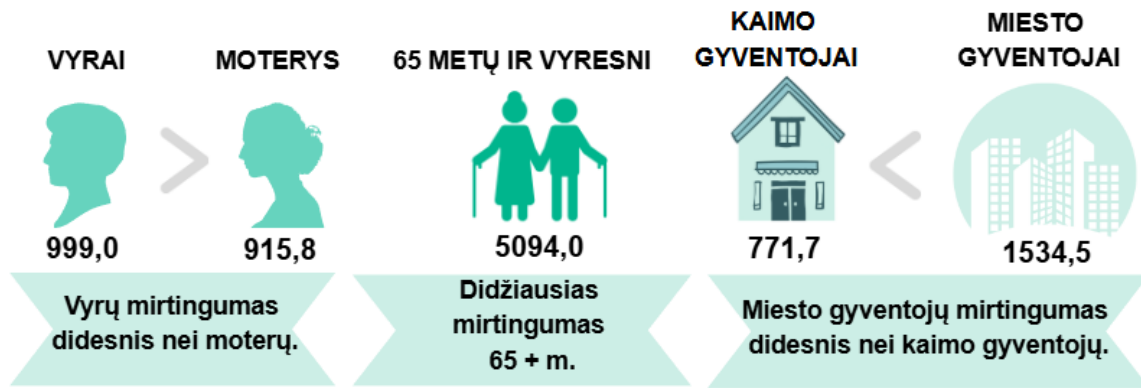 VYRAI
MOTERYS
65 METŲ IR VYRESNI
KAIMO
GYVENTOJAI
MIESTO
GYVENTOJAI
999,0
915,8
5094,0
771,7
1534,5
Vyrų mirtingumas
didesnis nei moterų.
Didžiausias
mirtingumas
65 + m.
Miesto gyventojų mirtingumas
didesnis nei kaimo gyventojų.